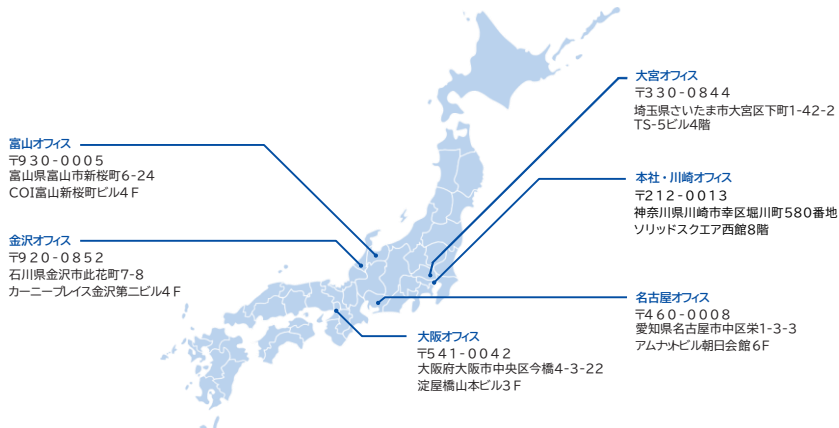 大宮オフィス
〒330-0844
埼玉県さいたま市大宮区下町1-42-2
TS-5ビル4階
富山オフィス
〒930-0005
富山県富山市新桜町6-24
COI富山新桜町ビル4F
本社・川崎オフィス
〒212-0013
神奈川県川崎市幸区堀川町580番地
ソリッドスクエア西館8階
金沢オフィス
〒920-0852
石川県金沢市此花町7-8
カーニープレイス金沢第二ビル4F
名古屋オフィス
〒460-0008
愛知県名古屋市中区栄1-3-3
アムナットビル朝日会館6F
大阪オフィス
〒541-0042
大阪府大阪市中央区今橋4-3-22
淀屋橋山本ビル3F